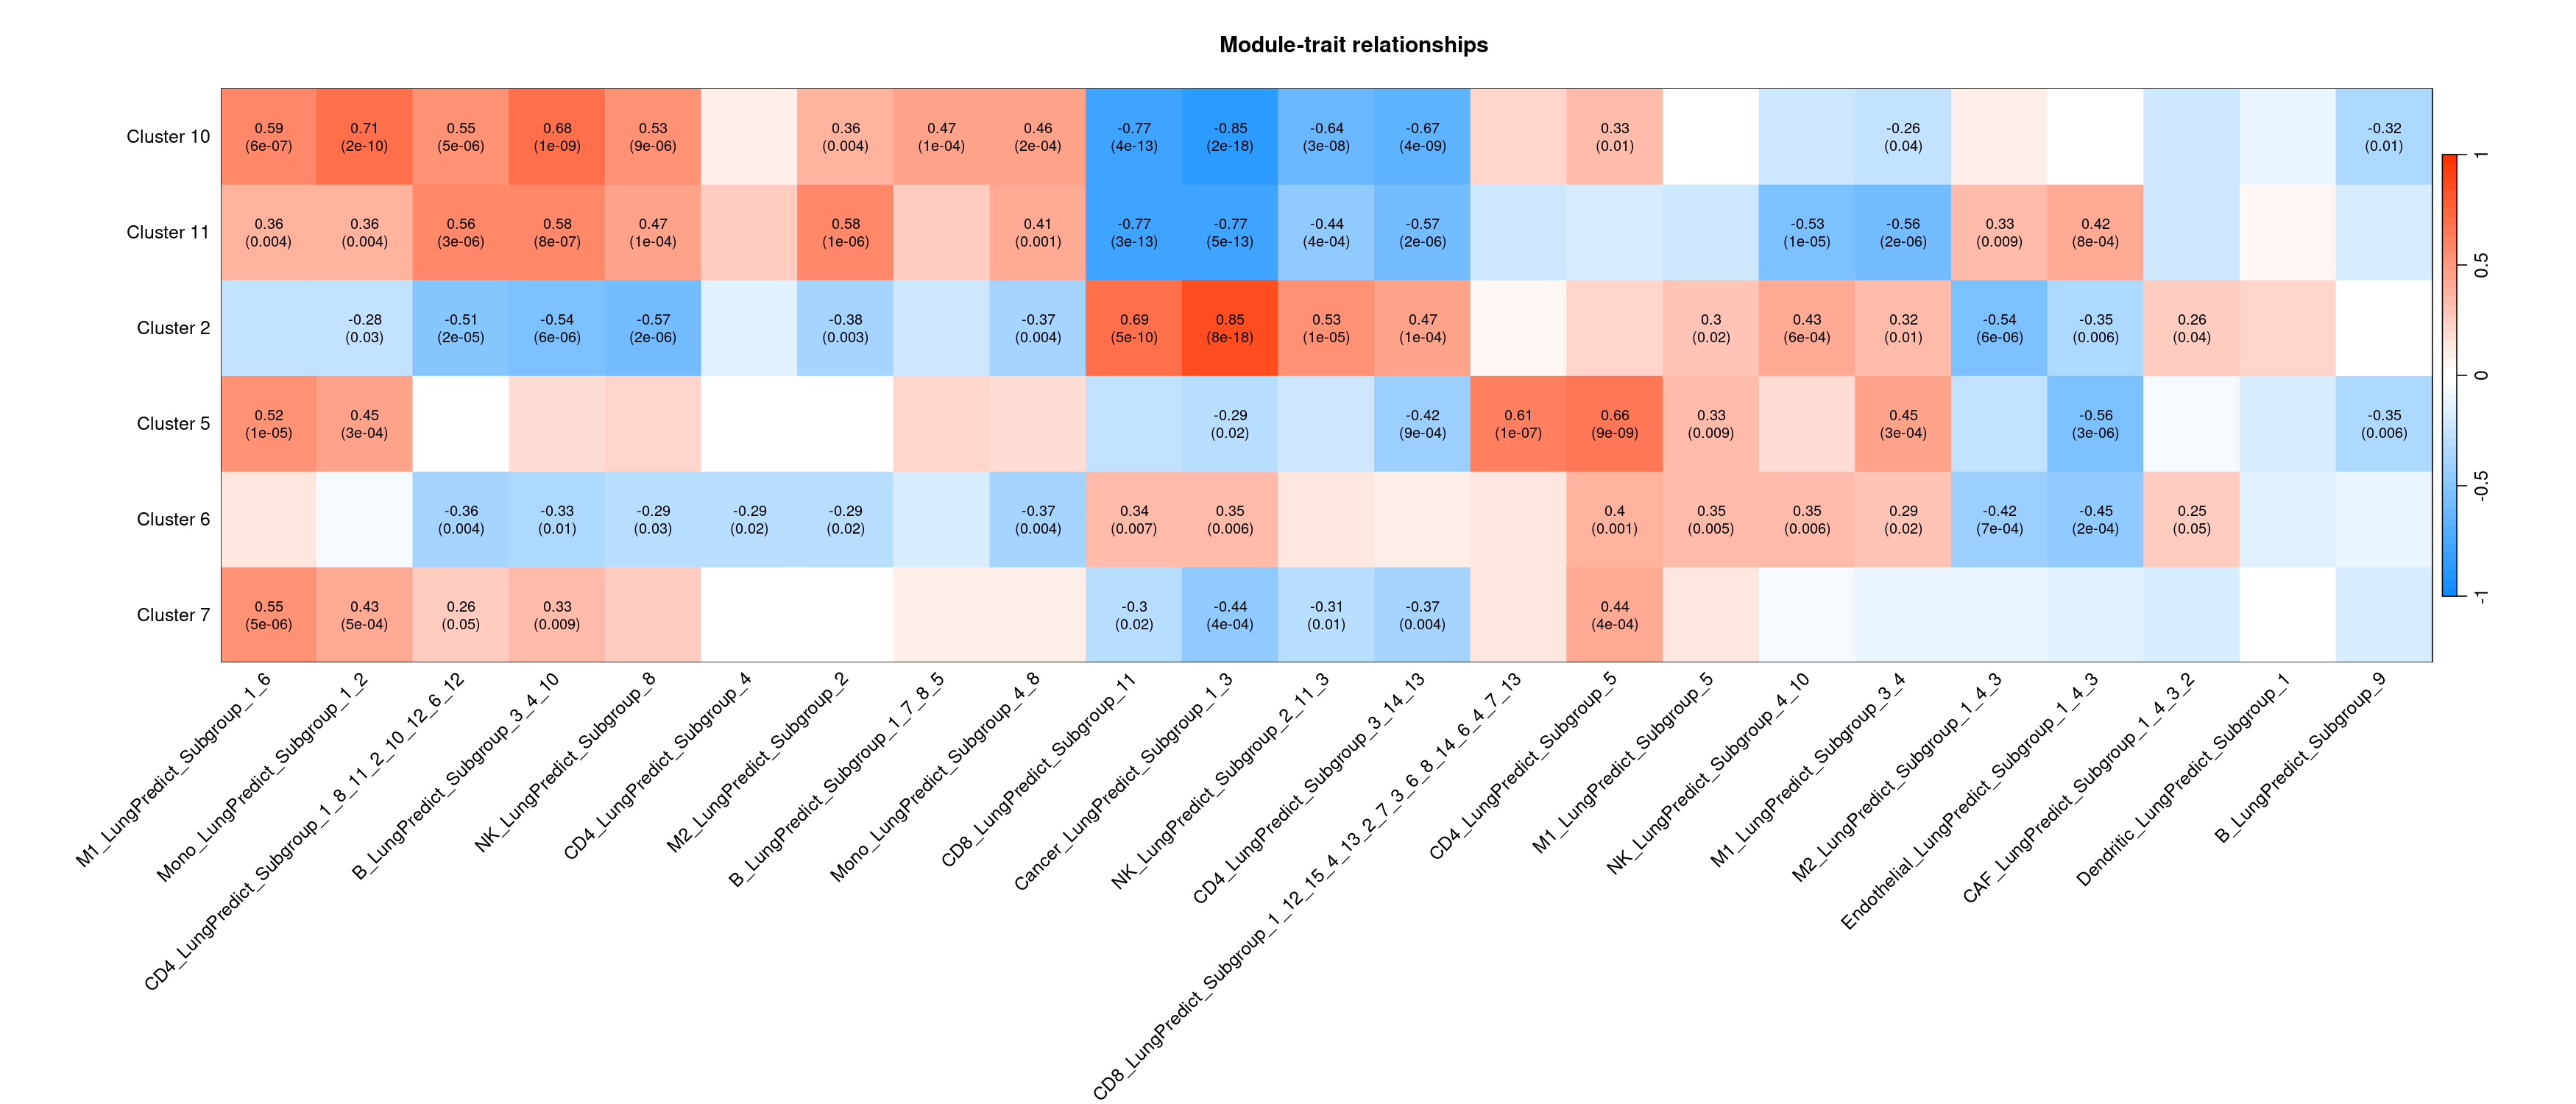 Module-trait relationships
Cluster 10
0.59 0.71 0.55 0.68 0.53 0.36 0.47 0.46 -0.77 -0.85 -0.64 -0.67 0.33 -0.26 -0.32
(6e-07) (2e-10) (5e-06) (1e-09) (9e-06) (0.004) (1e-04) (2e-04) (4e-13) (2e-18) (3e-08) (4e-09) (0.01) (0.04) (0.01)
Cluster 11
0.36 0.36 0.56 0.58 0.47 0.58 0.41 -0.77 -0.77 -0.44 -0.57 -0.53 -0.56 0.33 0.42
(0.004) (0.004) (3e-06) (8e-07) (1e-04) (1e-06) (0.001) (3e-13) (5e-13) (4e-04) (2e-06) (1e-05) (2e-06) (0.009) (8e-04)
Cluster 2
-0.28 -0.51 -0.54 -0.57 -0.38 -0.37 0.69 0.85 0.53 0.47 0.3 0.43 0.32 -0.54 -0.35 0.26
(0.03) (2e-05) (6e-06) (2e-06) (0.003) (0.004) (5e-10) (8e-18) (1e-05) (1e-04) (0.02) (6e-04) (0.01) (6e-06) (0.006) (0.04)
Cluster 5
0.52 0.45 -0.29 -0.42 0.61 0.66 0.33 0.45 -0.56 -0.35
(1e-05) (3e-04) (0.02) (9e-04) (1e-07) (9e-09) (0.009) (3e-04) (3e-06) (0.006)
Cluster 6
-0.36 -0.33 -0.29 -0.29 -0.29 -0.37 0.34 0.35 0.4 0.35 0.35 0.29 -0.42 -0.45 0.25
(0.004) (0.01) (0.03) (0.02) (0.02) (0.004) (0.007) (0.006) (0.001) (0.005) (0.006) (0.02) (7e-04) (2e-04) (0.05)
Cluster 7
0.55 0.43 0.26 0.33 -0.3 -0.44 -0.31 -0.37 0.44
(5e-06) (5e-04) (0.05) (0.009) (0.02) (4e-04) (0.01) (0.004) (4e-04)
1
0.5
0
-0.5
-1
M1_LungPredict_Subgroup_1_6
Mono_LungPredict_Subgroup_1_2
CD4_LungPredict_Subgroup_1_8_11_2_10_12_6_12
B_LungPredict_Subgroup_3_4_10
NK_LungPredict_Subgroup_8
CD4_LungPredict_Subgroup_4
M2_LungPredict_Subgroup_2
B_LungPredict_Subgroup_1_7_8_5
Mono_LungPredict_Subgroup_4_8
CD8_LungPredict_Subgroup_11
Cancer_LungPredict_Subgroup_1_3
NK_LungPredict_Subgroup_2_11_3
CD4_LungPredict_Subgroup_3_14_13
CD8_LungPredict_Subgroup_1_12_15_4_13_2_7_3_6_8_14_6_4_7_13
CD4_LungPredict_Subgroup_5
M1_LungPredict_Subgroup_5
NK_LungPredict_Subgroup_4_10
M1_LungPredict_Subgroup_3_4
M2_LungPredict_Subgroup_1_4_3
Endothelial_LungPredict_Subgroup_1_4_3
CAF_LungPredict_Subgroup_1_4_3_2
Dendritic_LungPredict_Subgroup_1
B_LungPredict_Subgroup_9